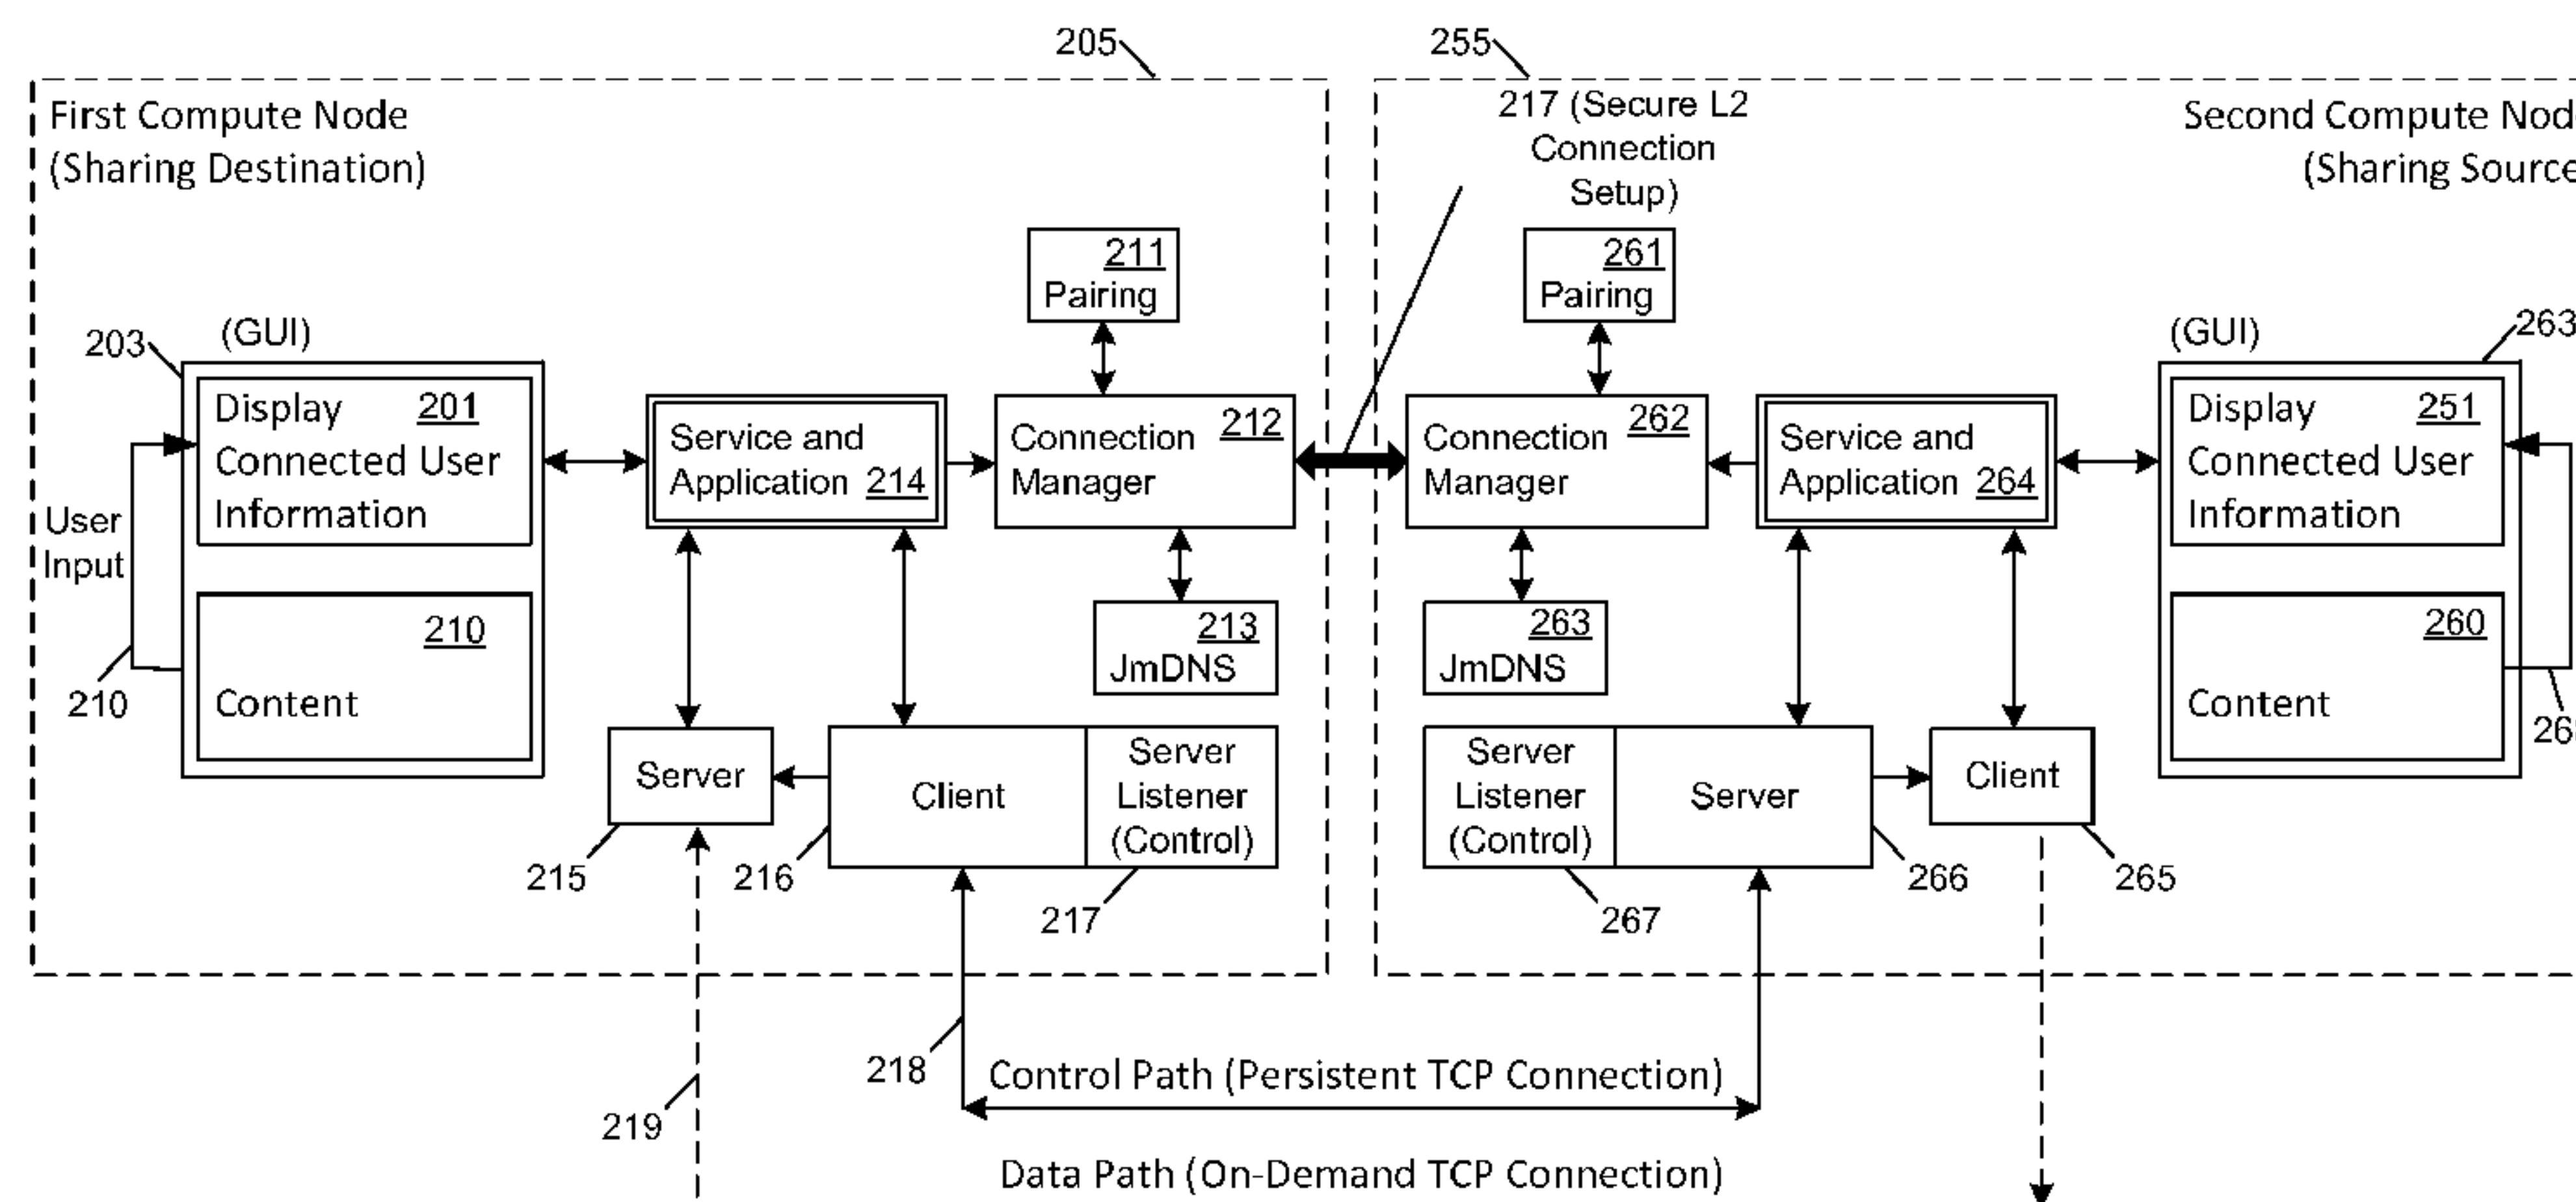 205
255
First Compute Node
(Sharing Destination)
217 (Secure L2
Connection
Setup)
Second Compute Nod
(Sharing Source
211
Pairing
261
Pairing
203
(GUI)
(GUI)
263
Display 201
Connected User
Information
Service and
Application 214
Connection 212
Manager
Connection 262
Manager
Service and
Application 264
Display 251
Connected User
Information
User
Input
210
Content
210
213
JmDNS
263
JmDNS
260
Content
26
Server
Client
Server
Listener
(Control)
Server
Listener
(Control)
Server
Client
215
216
217
267
266
265
218
Control Path (Persistent TCP Connection)
219
Data Path (On-Demand TCP Connection)